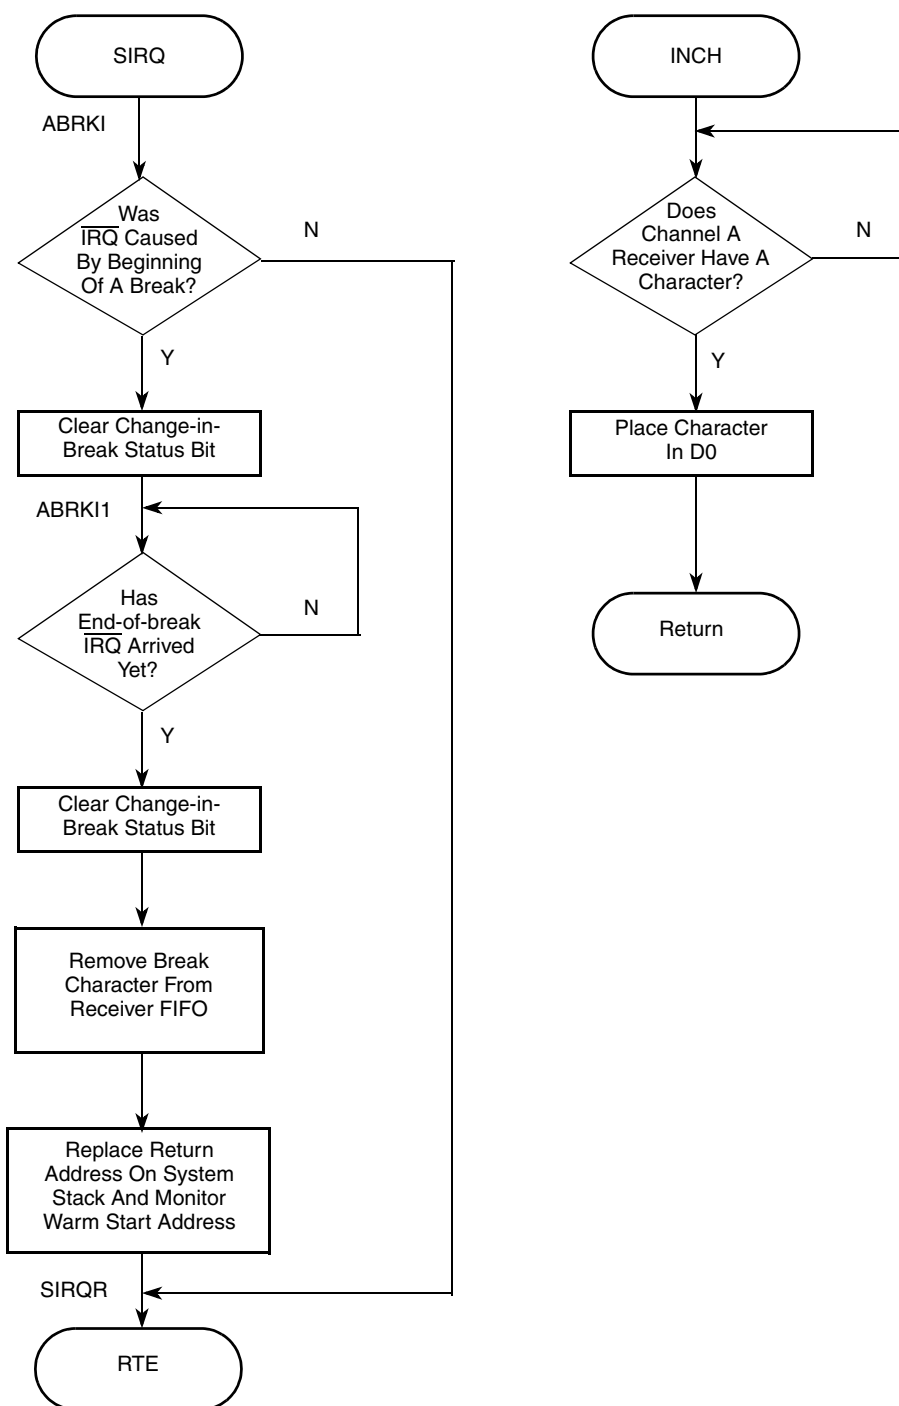 SIRQ
ABRKI
Was
IRQ Caused
By Beginning
Of A Break?
N
Y
Clear Change-in-
Break Status Bit
ABRKI1
Has
End-of-break
IRQ Arrived
Yet?
N
Y
Clear Change-in-
Break Status Bit
Remove Break
Character From
Receiver FIFO
Replace Return
Address On System
Stack And Monitor
Warm Start Address
SIRQR
RTE
INCH
Does
Channel A
Receiver Have A
Character?
N
Y
Place Character
In D0
Return